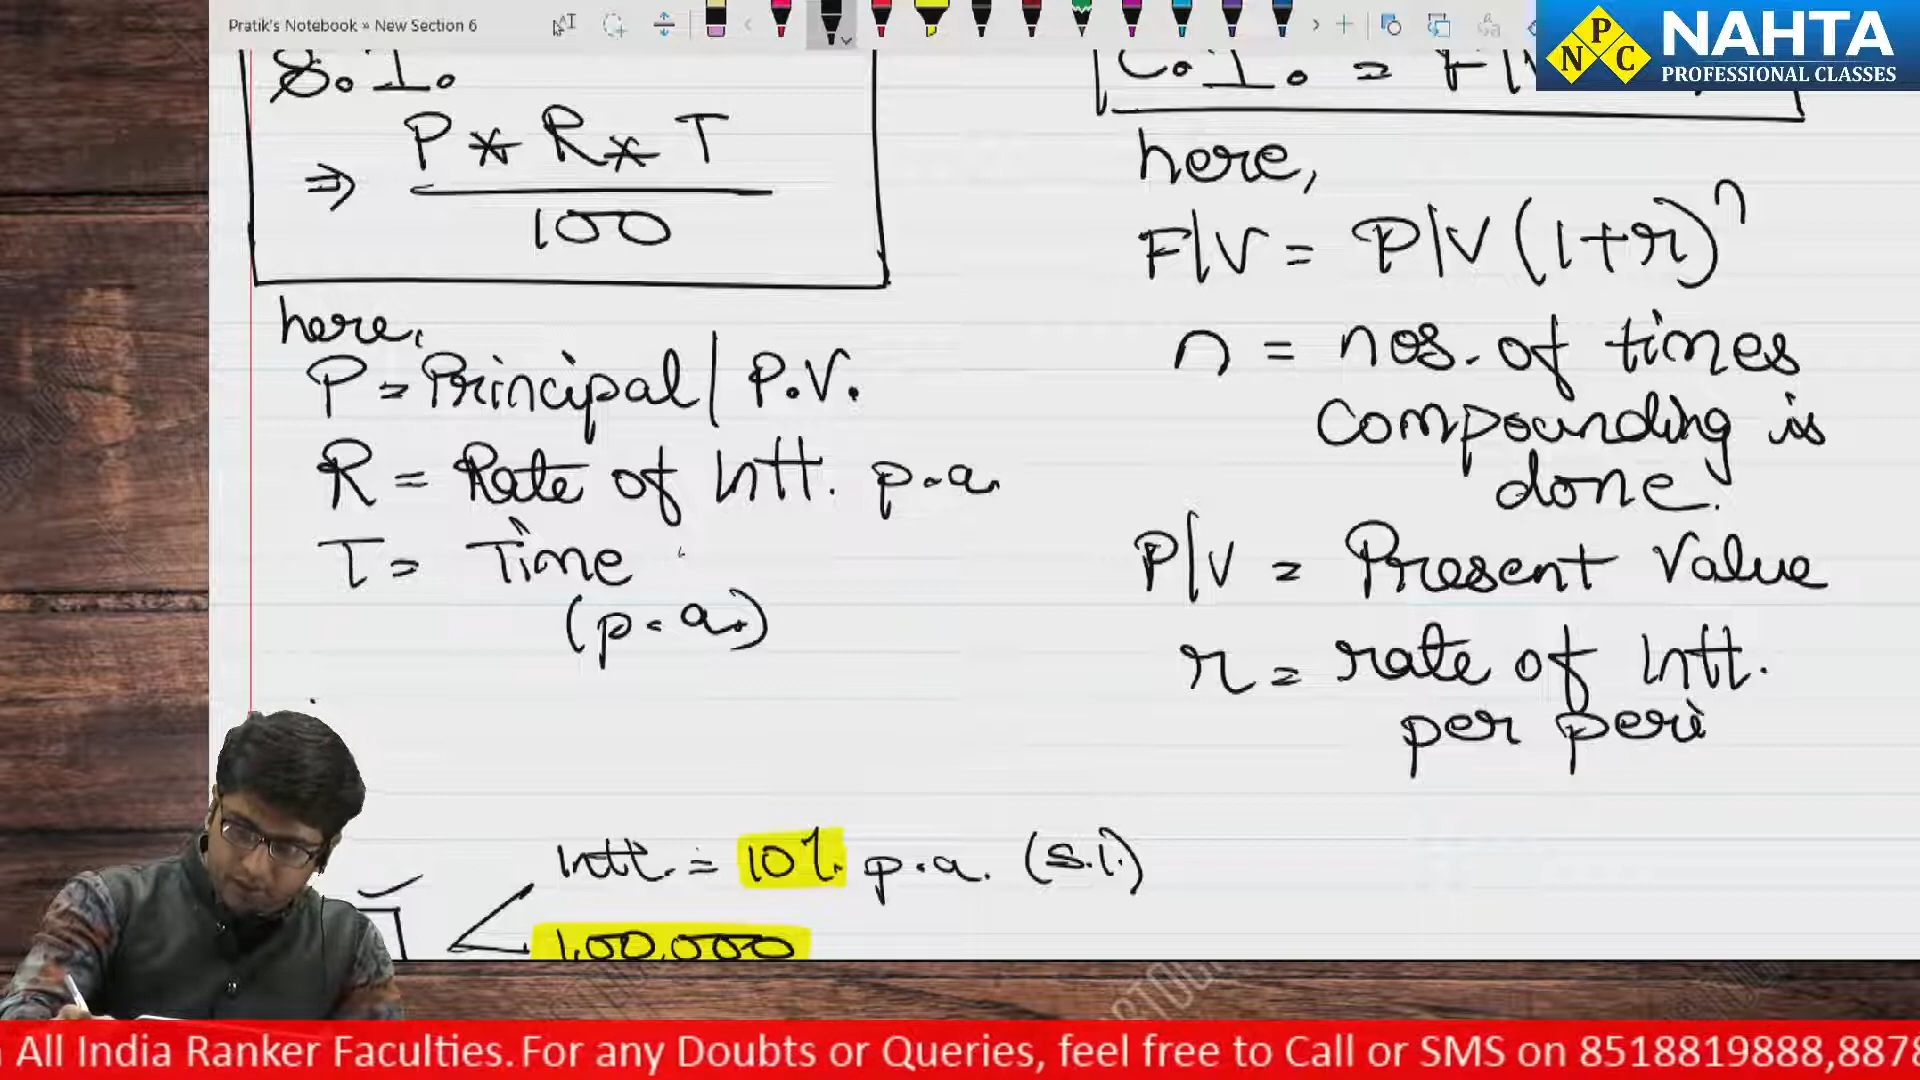 Pratik's Notebook » New Section 6
NPC
NAHTA
PROFESSIONAL CLASSES
S.I.
⇒ P * R * T
100
here,
P = Principal / P.V.
R = Rate of Intt. p.a.
T = Time
(p.a.)
C.I. = F/V
here,
F/V = P/V (1+r)ⁿ
n = nos. of times
compounding is
done.
P/V = Present Value
r = rate of Intt.
per peri
Intt. = 10% p.a. (S.I.)
1,00,000
All India Ranker Faculties. For any Doubts or Queries, feel free to Call or SMS on 8518819888,8878